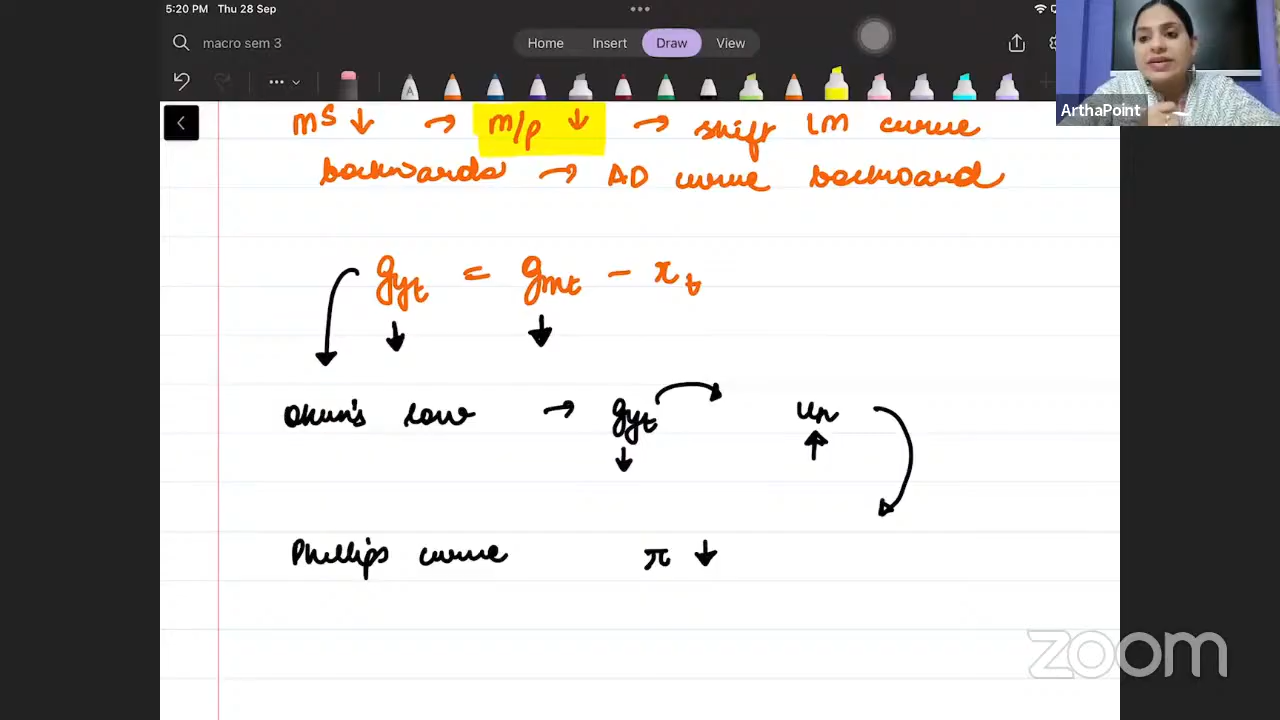 5:20 PM Thu 28 Sep
macro sem 3
Home Insert Draw View
ArthaPoint
mˢ ↓ → m/p ↓ → shift LM curve
backwards → AD curve backward
gyt = gmt − πt
↓ ↓
Okun's law → gyt un
↓ ↑
Phillips curve π ↓
zoom